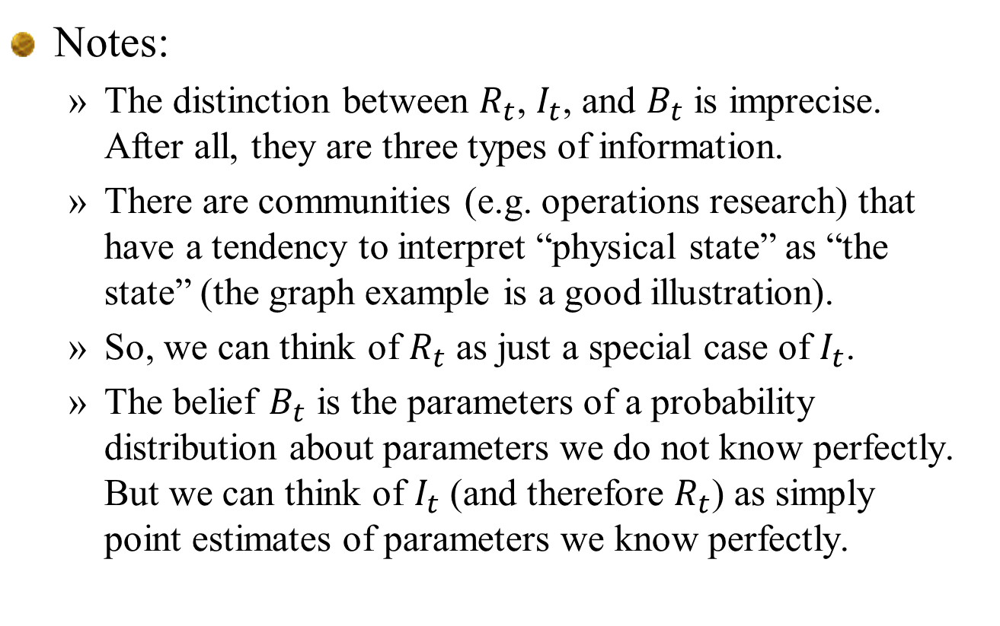 Notes:
» The distinction between R_t, I_t, and B_t is imprecise.
After all, they are three types of information.
» There are communities (e.g. operations research) that
have a tendency to interpret “physical state” as “the
state” (the graph example is a good illustration).
» So, we can think of R_t as just a special case of I_t.
» The belief B_t is the parameters of a probability
distribution about parameters we do not know perfectly.
But we can think of I_t (and therefore R_t) as simply
point estimates of parameters we know perfectly.